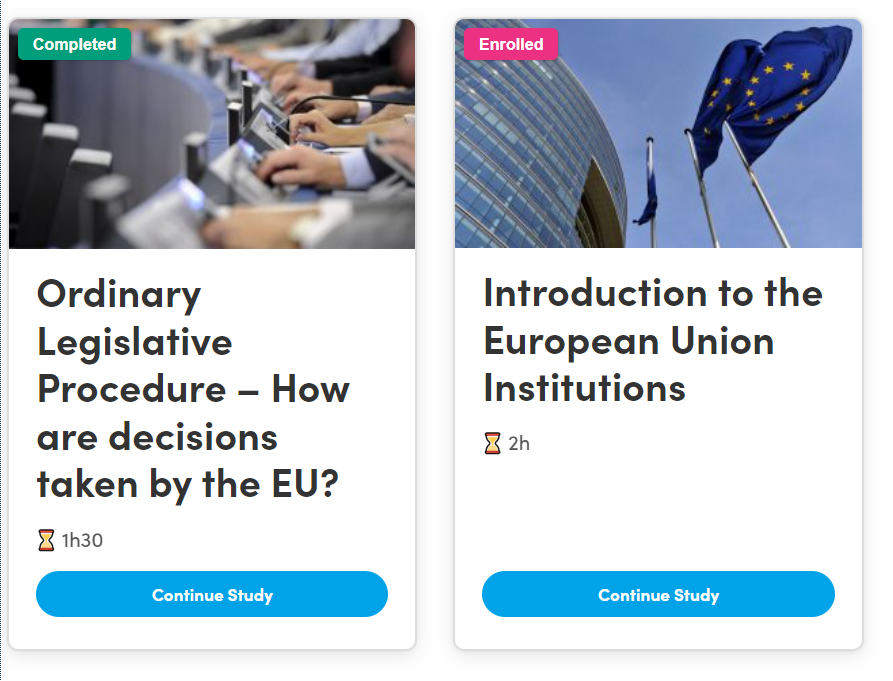 Completed
Ordinary
Legislative
Procedure – How
are decisions
taken by the EU?
⏳ 1h30
Continue Study
Enrolled
Introduction to the
European Union
Institutions
⏳ 2h
Continue Study